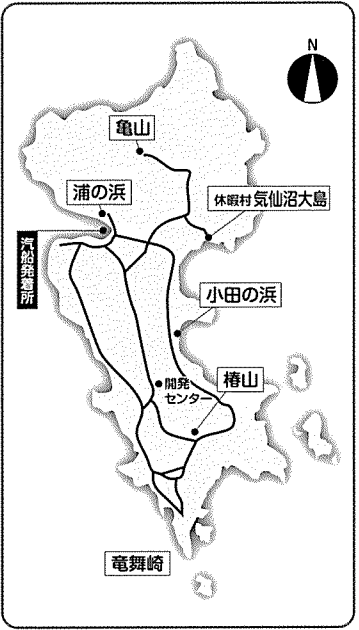 N
亀山
浦の浜
休暇村 気仙沼大島
汽船発着所
小田の浜
開発
センター
椿山
竜舞崎